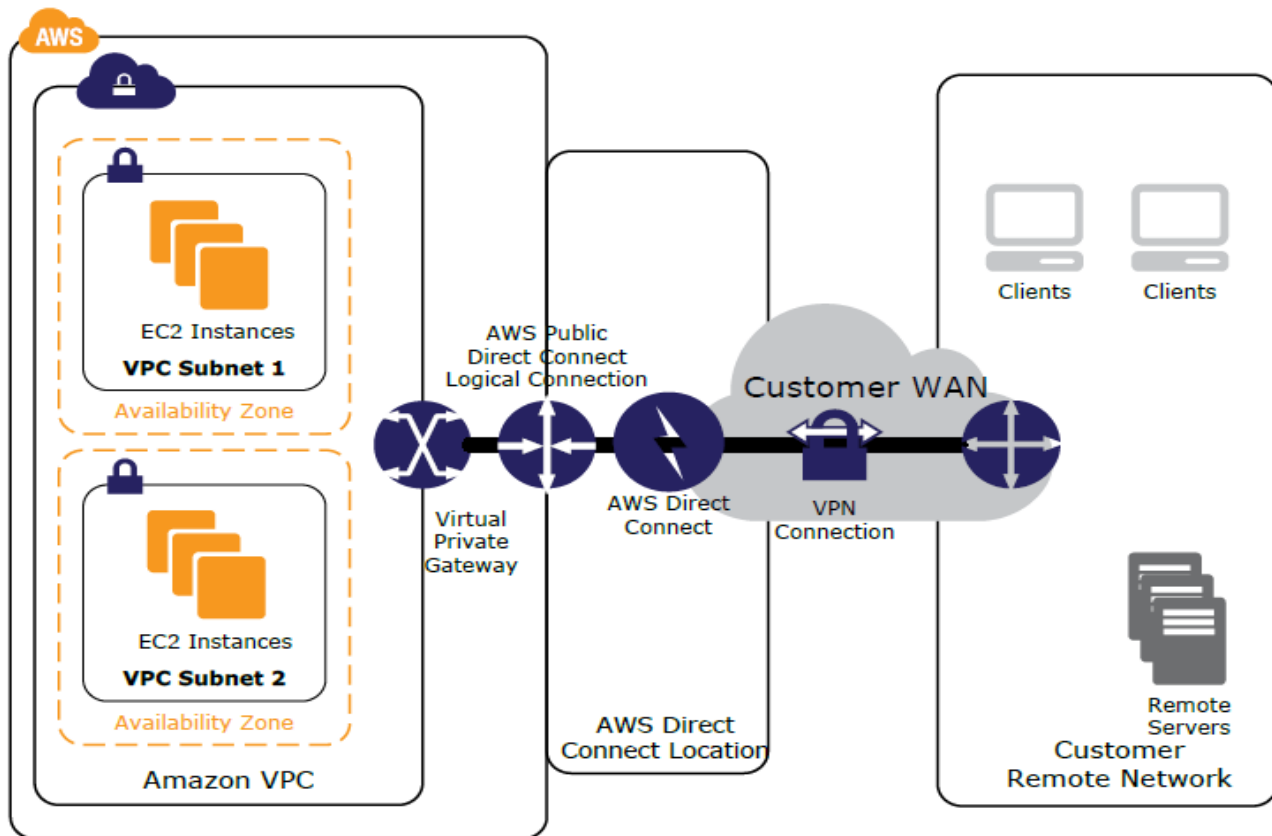 AWS
EC2 Instances
VPC Subnet 1
Availability Zone
EC2 Instances
VPC Subnet 2
Availability Zone
Amazon VPC
Virtual
Private
Gateway
AWS Public
Direct Connect
Logical Connection
AWS Direct
Connect
AWS Direct
Connect Location
Customer WAN
VPN
Connection
Clients
Clients
Remote
Servers
Customer
Remote Network